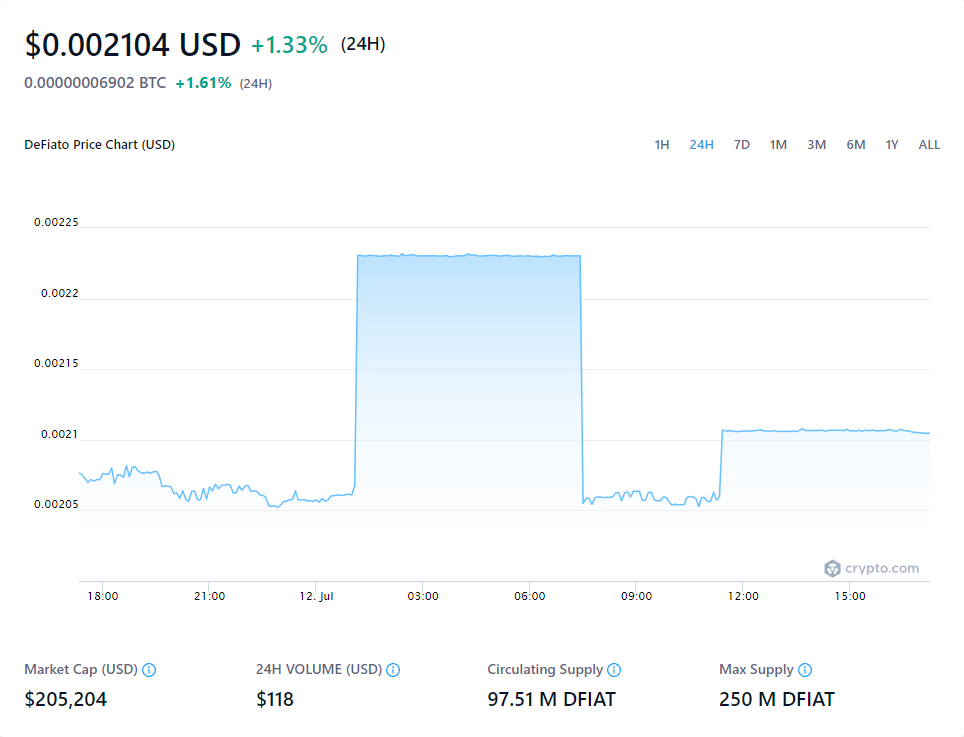 $0.002104 USD +1.33% (24H)
0.00000006902 BTC +1.61% (24H)
DeFiato Price Chart (USD) 1H 24H 7D 1M 3M 6M 1Y ALL
0.00225
0.0022
0.00215
0.0021
0.00205
crypto.com
18:00 21:00 12. Jul 03:00 06:00 09:00 12:00 15:00
Market Cap (USD) 24H VOLUME (USD) Circulating Supply Max Supply
$205,204 $118 97.51 M DFIAT 250 M DFIAT